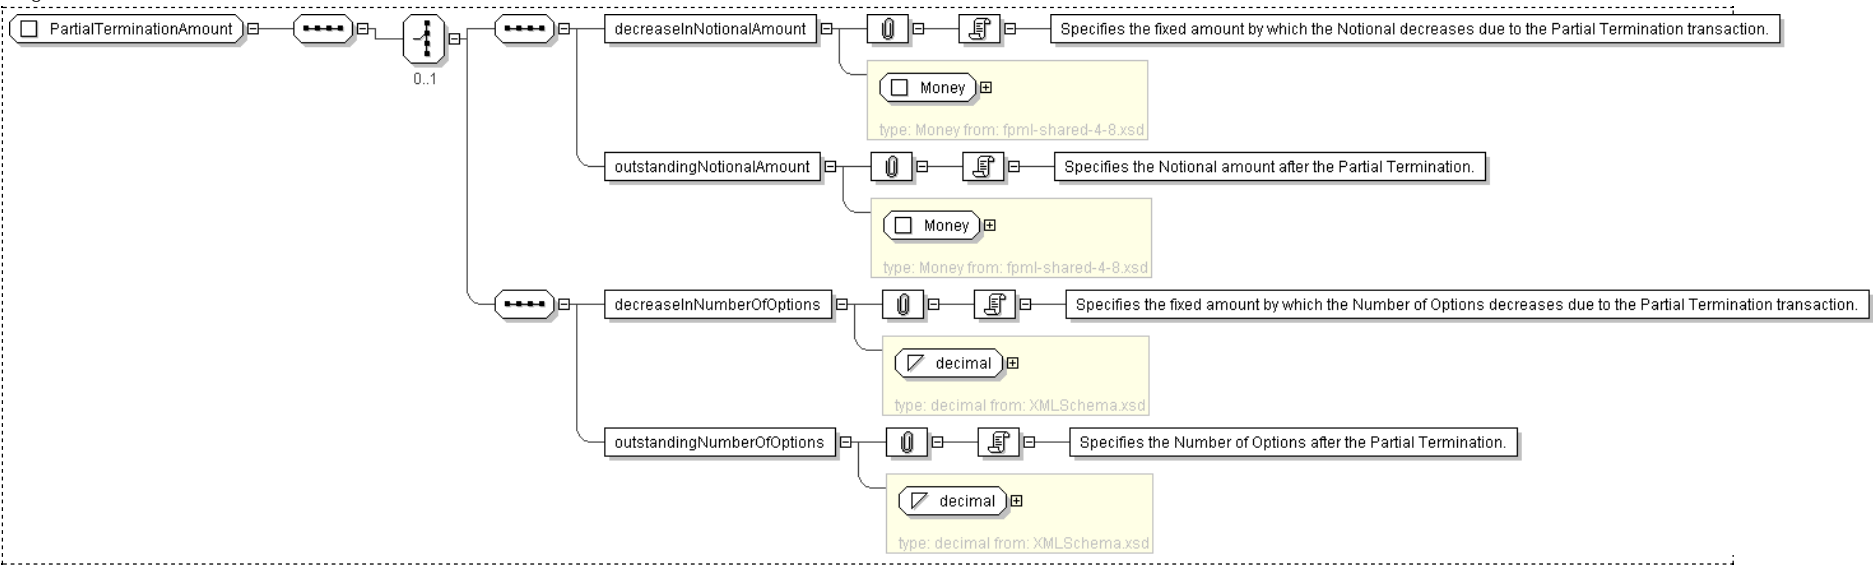 PartialTerminationAmount
0..1
decreaseInNotionalAmount
Specifies the fixed amount by which the Notional decreases due to the Partial Termination transaction.
Money
type: Money from: fpml-shared-4-8.xsd
outstandingNotionalAmount
Specifies the Notional amount after the Partial Termination.
Money
type: Money from: fpml-shared-4-8.xsd
decreaseInNumberOfOptions
Specifies the fixed amount by which the Number of Options decreases due to the Partial Termination transaction.
decimal
type: decimal from: XMLSchema.xsd
outstandingNumberOfOptions
Specifies the Number of Options after the Partial Termination.
decimal
type: decimal from: XMLSchema.xsd